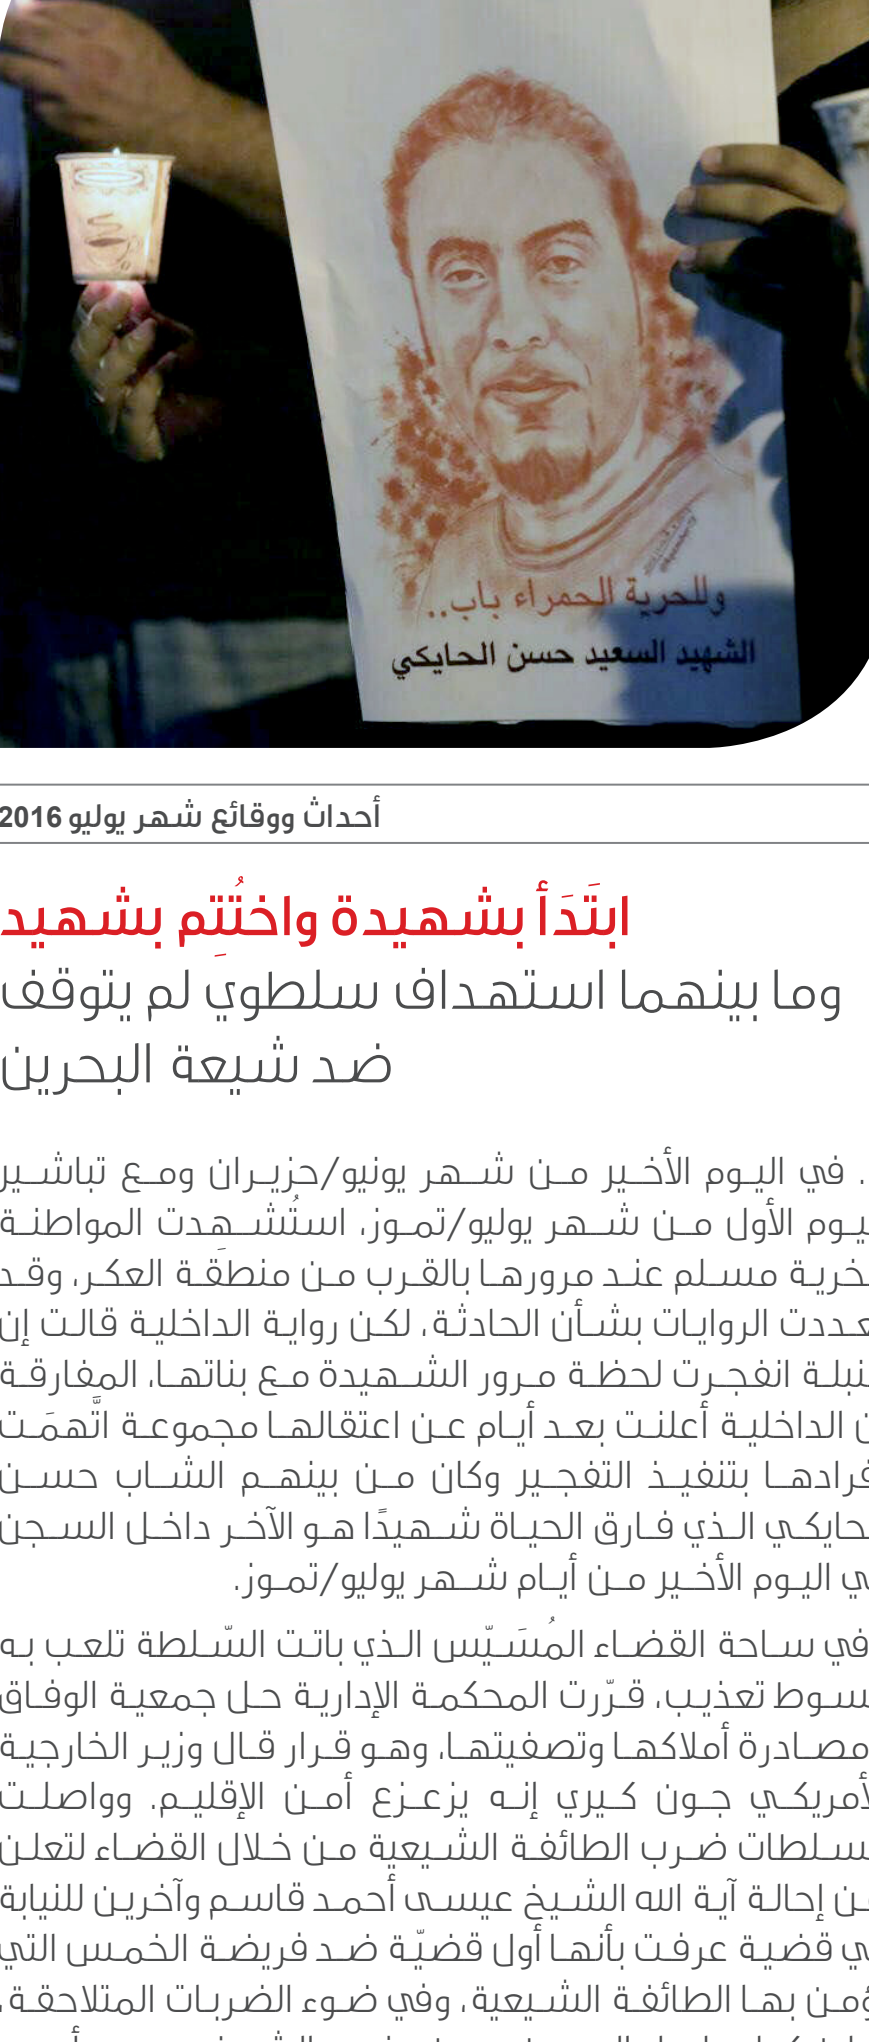 وللحرية الحمراء باب..
الشهيد السعيد حسن الحايكي
أحداث ووقائع شهر يوليو 2016
ابتَدَأ بشهيدة واختُتِم بشهيد
وما بينهما استهداف سلطوي لم يتوقف
ضد شيعة البحرين
. في اليوم الأخير من شهر يونيو/حزيران ومع تباشير
يوم الأول من شهر يوليو/تموز، استُشهِدت المواطنة
خرية مسلم عند مرورها بالقرب من منطقة العكر، وقد
عددت الروايات بشأن الحادثة، لكن رواية الداخلية قالت إن
نبلة انفجرت لحظة مرور الشهيدة مع بناتها، المفارقة
ن الداخلية أعلنت بعد أيام عن اعتقالها مجموعة اتَّهمَت
فرادها بتنفيذ التفجير وكان من بينهم الشاب حسن
حايكي الذي فارق الحياة شهيدًا هو الآخر داخل السجن
ي اليوم الأخير من أيام شهر يوليو/تموز.
في ساحة القضاء المُسَيّس الذي باتت السّلطة تلعب به
سوط تعذيب، قرّرت المحكمة الإدارية حل جمعية الوفاق
مصادرة أملاكها وتصفيتها، وهو قرار قال وزير الخارجية
لأمريكي جون كيري إنه يزعزع أمن الإقليم. وواصلت
سلطات ضرب الطائفة الشيعية من خلال القضاء لتعلن
ن إحالة آية الله الشيخ عيسى أحمد قاسم وآخرين للنيابة
ي قضية عرفت بأنها أول قضيّة ضد فريضة الخمس التي
ؤمن بها الطائفة الشيعية، وفي ضوء الضربات المتلاحقة،